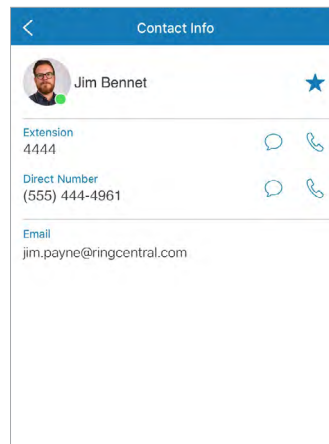 Contact Info
Jim Bennet
Extension
4444
Direct Number
(555) 444-4961
Email
jim.payne@ringcentral.com